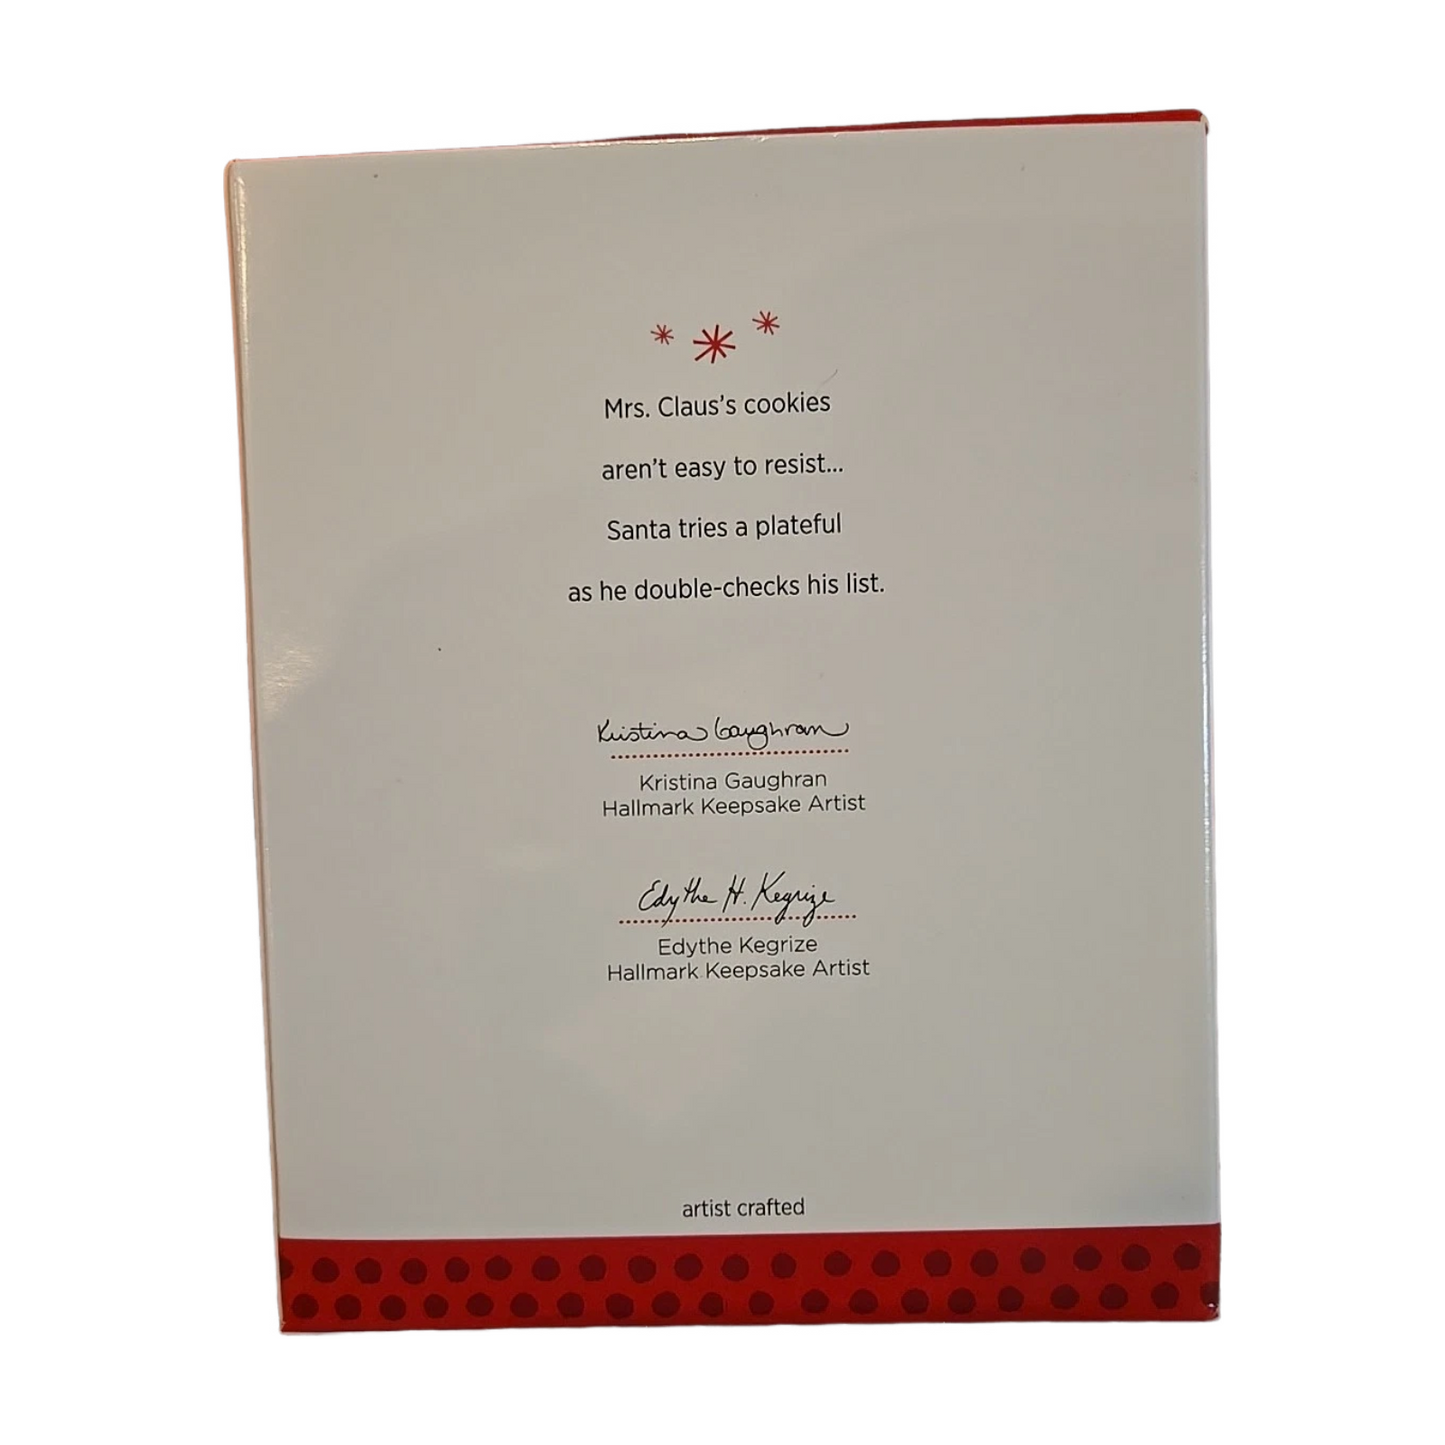 Mrs. Claus's cookies
aren't easy to resist...
Santa tries a plateful
as he double-checks his list.
Kristina Gaughran
Kristina Gaughran
Hallmark Keepsake Artist
Edythe H. Kegrize
Edythe Kegrize
Hallmark Keepsake Artist
artist crafted